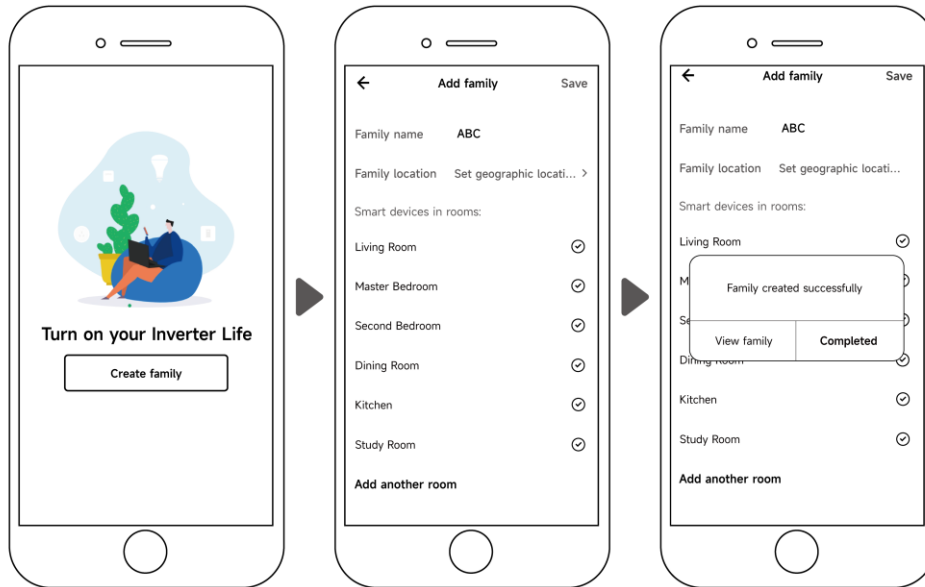 Turn on your Inverter Life
Create family
Add family Save
Family name ABC
Family location Set geographic locati...
Smart devices in rooms:
Living Room
Master Bedroom
Second Bedroom
Dining Room
Kitchen
Study Room
Add another room
Add family Save
Family name ABC
Family location Set geographic locati...
Smart devices in rooms:
Living Room
M
Family created successfully
Se
View family Completed
Dining Room
Kitchen
Study Room
Add another room